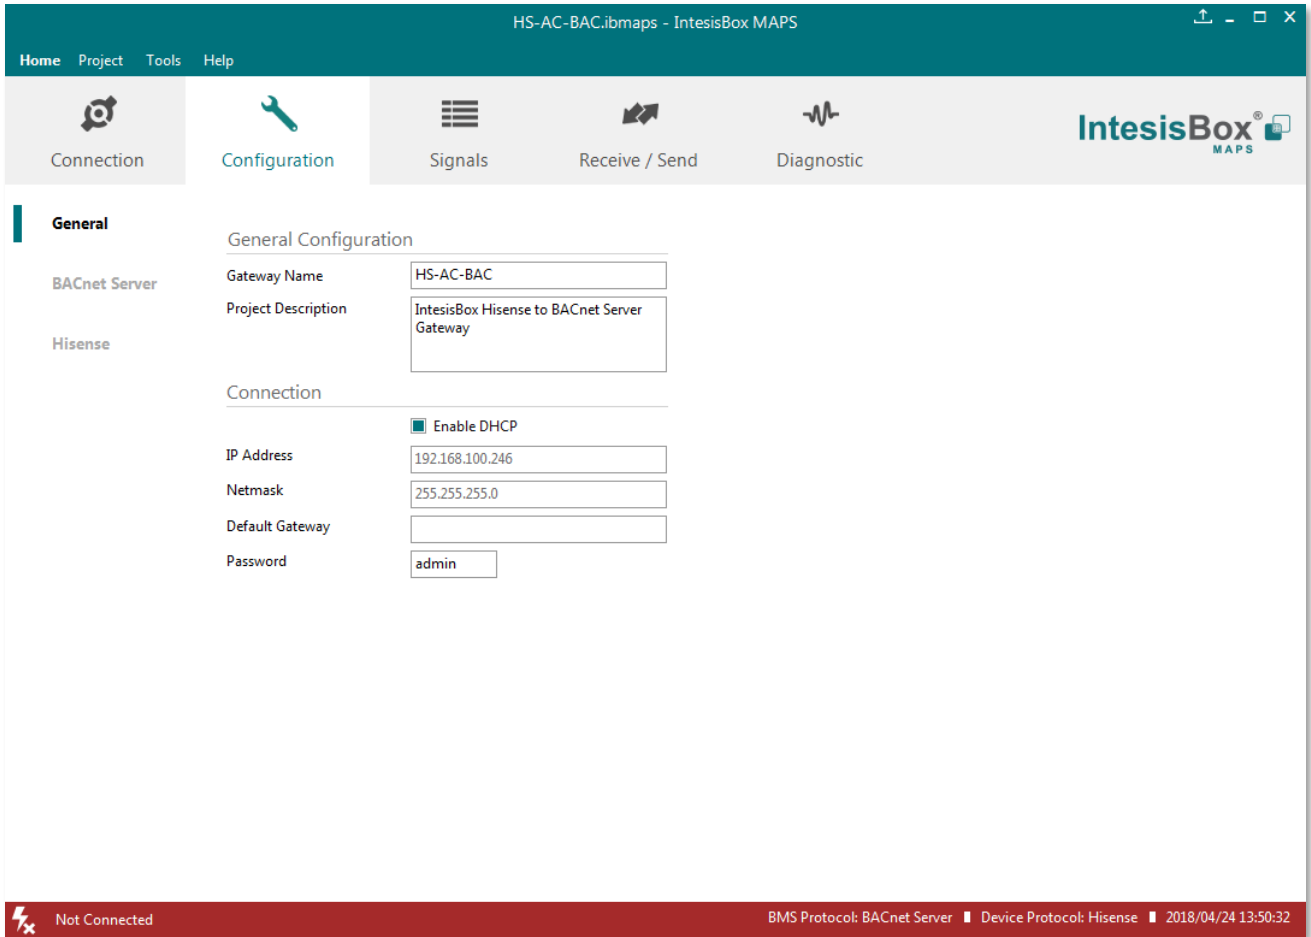 HS-AC-BAC.ibmaps - IntesisBox MAPS
Home Project Tools Help
Connection
Configuration
Signals
Receive / Send
Diagnostic
IntesisBox®
MAPS
General
BACnet Server
Hisense
General Configuration
Gateway Name HS-AC-BAC
Project Description IntesisBox Hisense to BACnet Server
Gateway
Connection
Enable DHCP
IP Address 192.168.100.246
Netmask 255.255.255.0
Default Gateway
Password admin
Not Connected BMS Protocol: BACnet Server Device Protocol: Hisense 2018/04/24 13:50:32